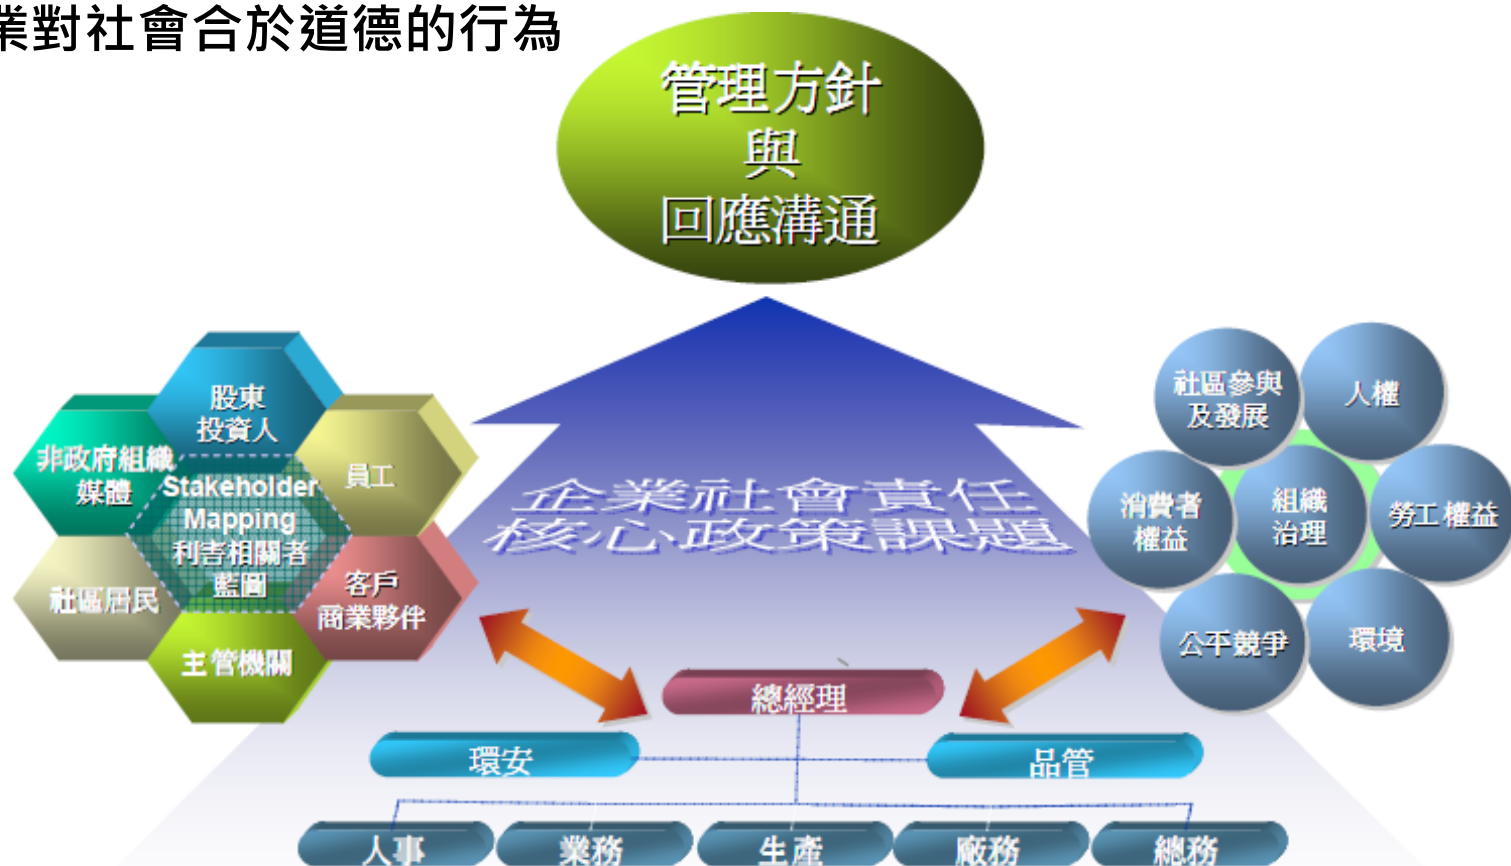 業對社會合於道德的行為
管理方針
與
回應溝通
股東
投資人
非政府組織
媒體
員工
Stakeholder
Mapping
利害相關者
藍圖
社區居民
客戶
商業夥伴
主管機關
企業社會責任
核心政策課題
社區參與
及發展
人權
消費者
權益
組織
治理
勞工權益
公平競爭
環境
總經理
環安
品管
人事
業務
生產
廠務
總務